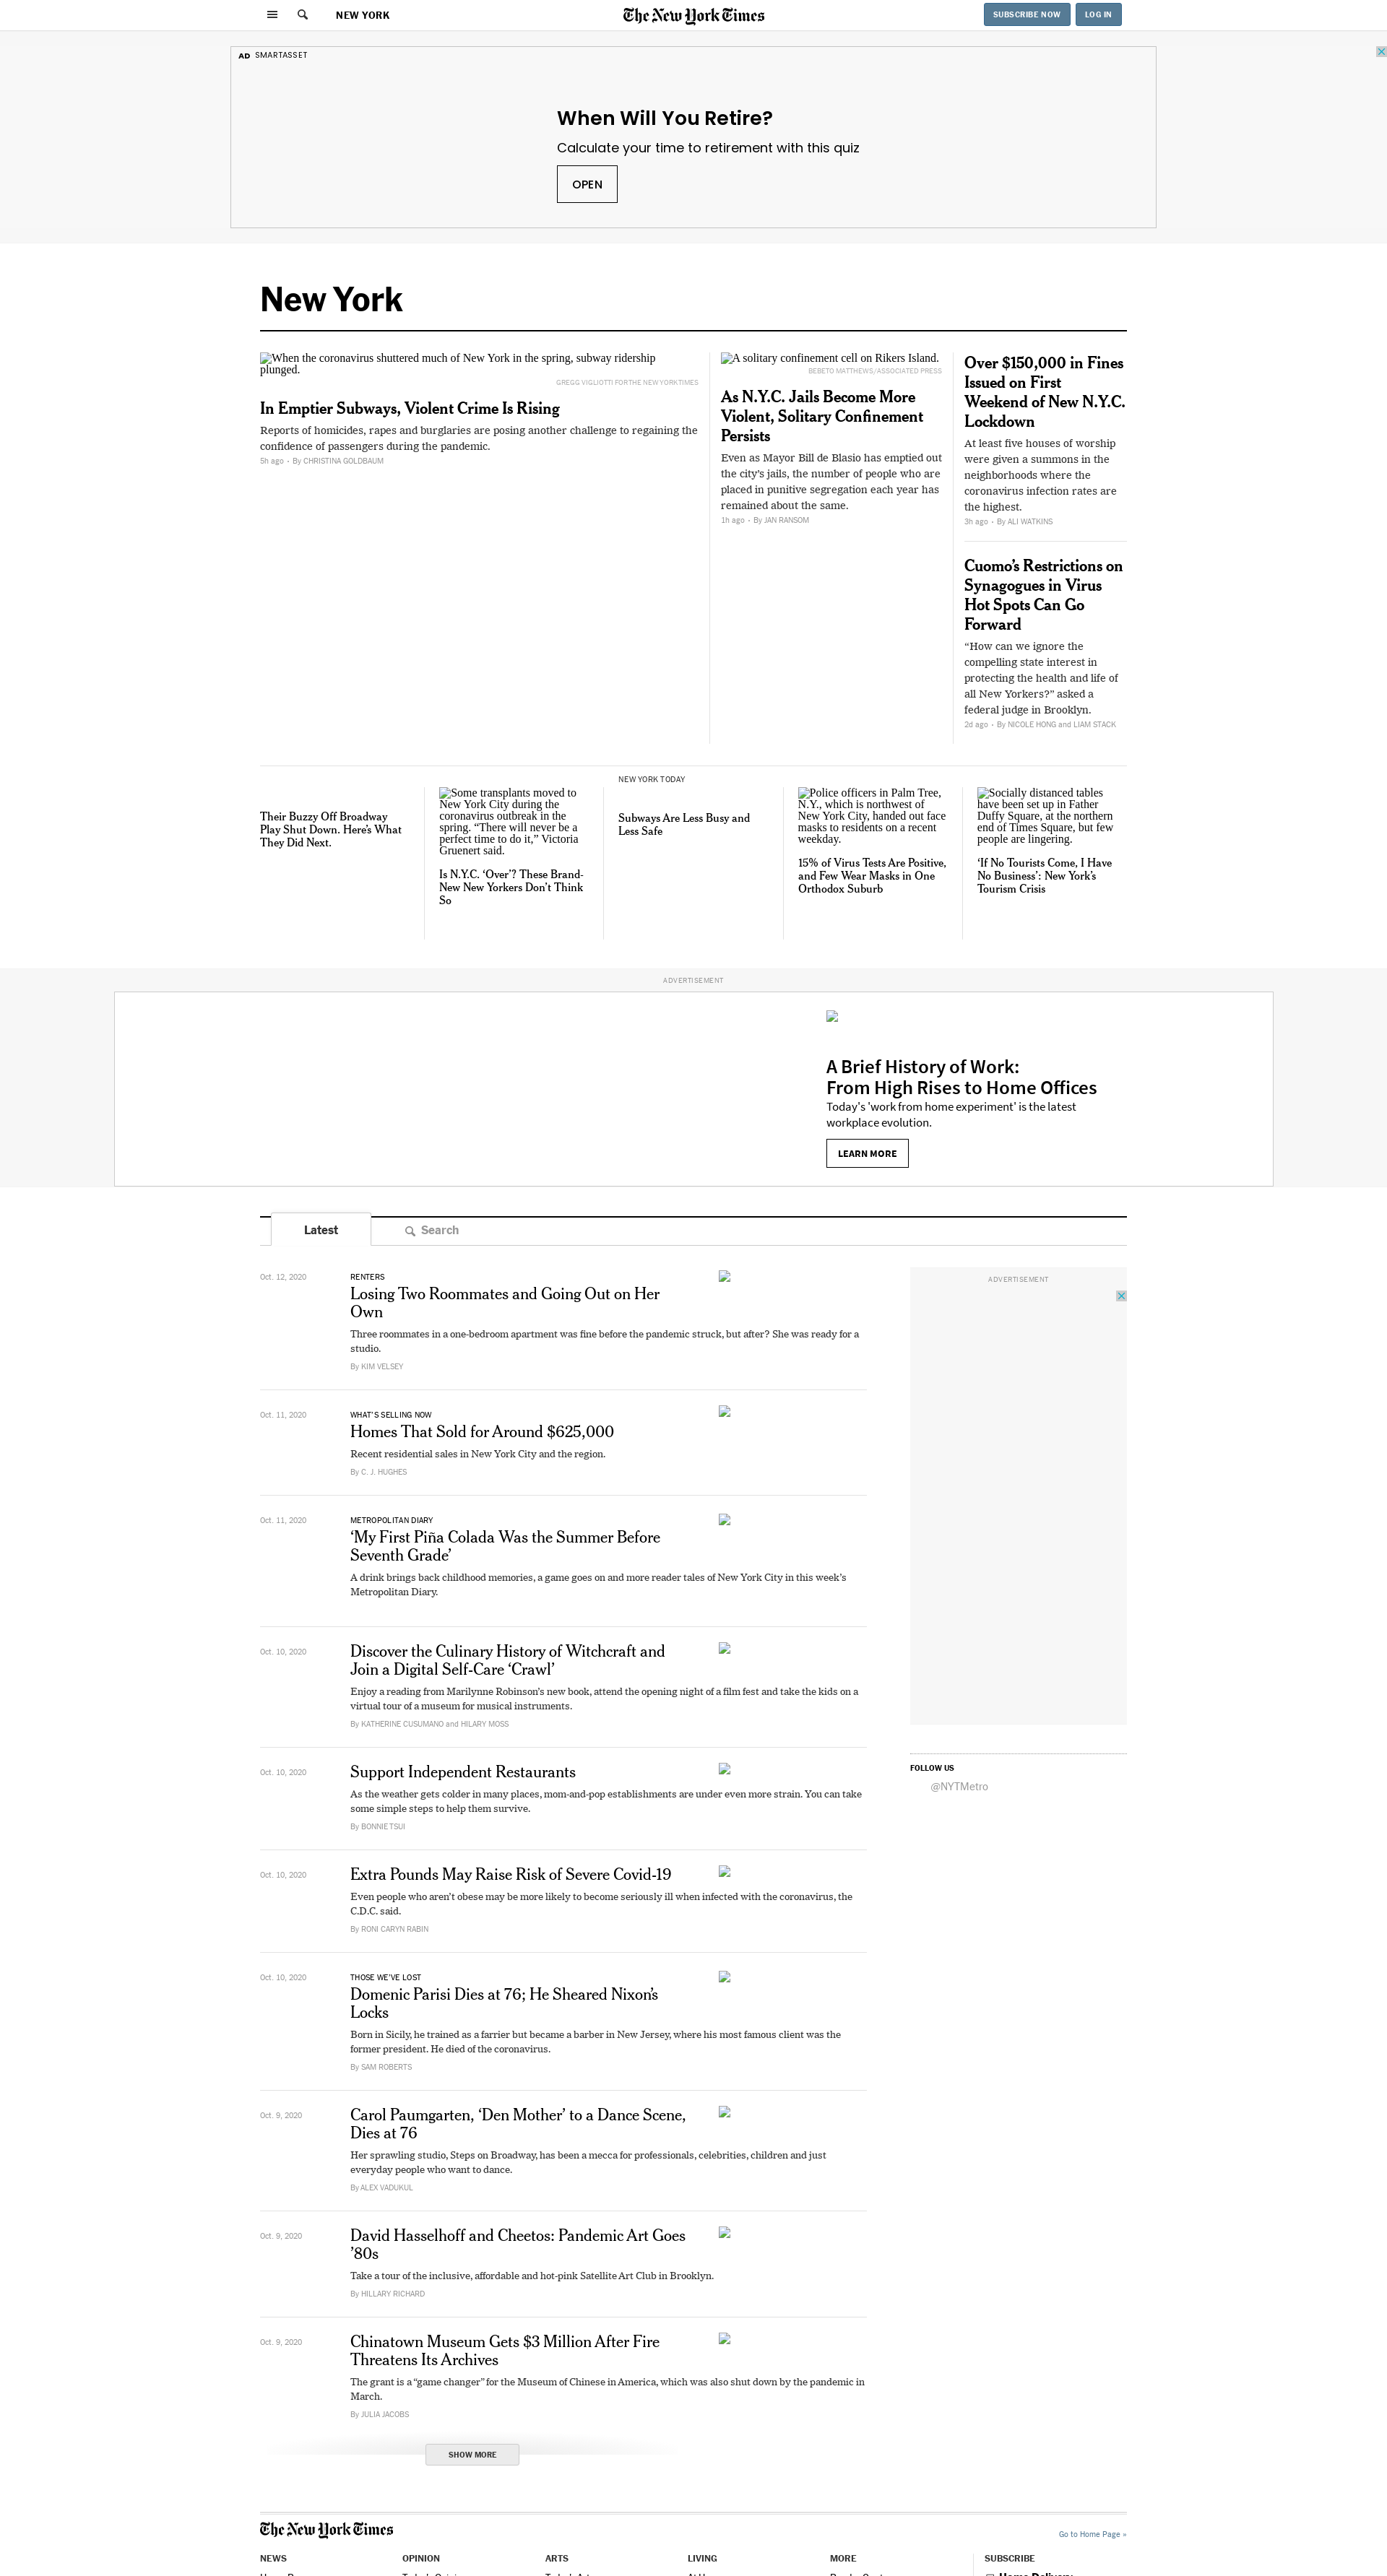 NEW YORK
The New York Times
SUBSCRIBE NOW
LOG IN
AD SMARTASSET
When Will You Retire?
Calculate your time to retirement with this quiz
OPEN
New York
When the coronavirus shuttered much of New York in the spring, subway ridership
plunged.
GREGG VIGLIOTTI FOR THE NEW YORK TIMES
In Emptier Subways, Violent Crime Is Rising
Reports of homicides, rapes and burglaries are posing another challenge to regaining the
confidence of passengers during the pandemic.
5h ago • By CHRISTINA GOLDBAUM
A solitary confinement cell on Rikers Island.
BEBETO MATTHEWS/ASSOCIATED PRESS
As N.Y.C. Jails Become More
Violent, Solitary Confinement
Persists
Even as Mayor Bill de Blasio has emptied out
the city's jails, the number of people who are
placed in punitive segregation each year has
remained about the same.
1h ago • By JAN RANSOM
Over $150,000 in Fines
Issued on First
Weekend of New N.Y.C.
Lockdown
At least five houses of worship
were given a summons in the
neighborhoods where the
coronavirus infection rates are
the highest.
3h ago • By ALI WATKINS
Cuomo's Restrictions on
Synagogues in Virus
Hot Spots Can Go
Forward
“How can we ignore the
compelling state interest in
protecting the health and life of
all New Yorkers?” asked a
federal judge in Brooklyn.
2d ago • By NICOLE HONG and LIAM STACK
Their Buzzy Off Broadway
Play Shut Down. Here's What
They Did Next.
Some transplants moved to
New York City during the
coronavirus outbreak in the
spring. “There will never be a
perfect time to do it,” Victoria
Gruenert said.
Is N.Y.C. ‘Over’? These Brand-
New New Yorkers Don't Think
So
NEW YORK TODAY
Subways Are Less Busy and
Less Safe
Police officers in Palm Tree,
N.Y., which is northwest of
New York City, handed out face
masks to residents on a recent
weekday.
15% of Virus Tests Are Positive,
and Few Wear Masks in One
Orthodox Suburb
Socially distanced tables
have been set up in Father
Duffy Square, at the northern
end of Times Square, but few
people are lingering.
‘If No Tourists Come, I Have
No Business’: New York's
Tourism Crisis
ADVERTISEMENT
A Brief History of Work:
From High Rises to Home Offices
Today's 'work from home experiment' is the latest
workplace evolution.
LEARN MORE
Latest
Search
Oct. 12, 2020
RENTERS
Losing Two Roommates and Going Out on Her
Own
Three roommates in a one-bedroom apartment was fine before the pandemic struck, but after? She was ready for a
studio.
By KIM VELSEY
ADVERTISEMENT
Oct. 11, 2020
WHAT'S SELLING NOW
Homes That Sold for Around $625,000
Recent residential sales in New York City and the region.
By C. J. HUGHES
Oct. 11, 2020
METROPOLITAN DIARY
‘My First Piña Colada Was the Summer Before
Seventh Grade’
A drink brings back childhood memories, a game goes on and more reader tales of New York City in this week's
Metropolitan Diary.
Oct. 10, 2020
Discover the Culinary History of Witchcraft and
Join a Digital Self-Care ‘Crawl’
Enjoy a reading from Marilynne Robinson's new book, attend the opening night of a film fest and take the kids on a
virtual tour of a museum for musical instruments.
By KATHERINE CUSUMANO and HILARY MOSS
Oct. 10, 2020
Support Independent Restaurants
As the weather gets colder in many places, mom-and-pop establishments are under even more strain. You can take
some simple steps to help them survive.
By BONNIE TSUI
FOLLOW US
@NYTMetro
Oct. 10, 2020
Extra Pounds May Raise Risk of Severe Covid-19
Even people who aren't obese may be more likely to become seriously ill when infected with the coronavirus, the
C.D.C. said.
By RONI CARYN RABIN
Oct. 10, 2020
THOSE WE'VE LOST
Domenic Parisi Dies at 76; He Sheared Nixon's
Locks
Born in Sicily, he trained as a farrier but became a barber in New Jersey, where his most famous client was the
former president. He died of the coronavirus.
By SAM ROBERTS
Oct. 9, 2020
Carol Paumgarten, ‘Den Mother’ to a Dance Scene,
Dies at 76
Her sprawling studio, Steps on Broadway, has been a mecca for professionals, celebrities, children and just
everyday people who want to dance.
By ALEX VADUKUL
Oct. 9, 2020
David Hasselhoff and Cheetos: Pandemic Art Goes
’80s
Take a tour of the inclusive, affordable and hot-pink Satellite Art Club in Brooklyn.
By HILLARY RICHARD
Oct. 9, 2020
Chinatown Museum Gets $3 Million After Fire
Threatens Its Archives
The grant is a “game changer” for the Museum of Chinese in America, which was also shut down by the pandemic in
March.
By JULIA JACOBS
SHOW MORE
The New York Times
Go to Home Page »
NEWS
OPINION
ARTS
LIVING
MORE
SUBSCRIBE